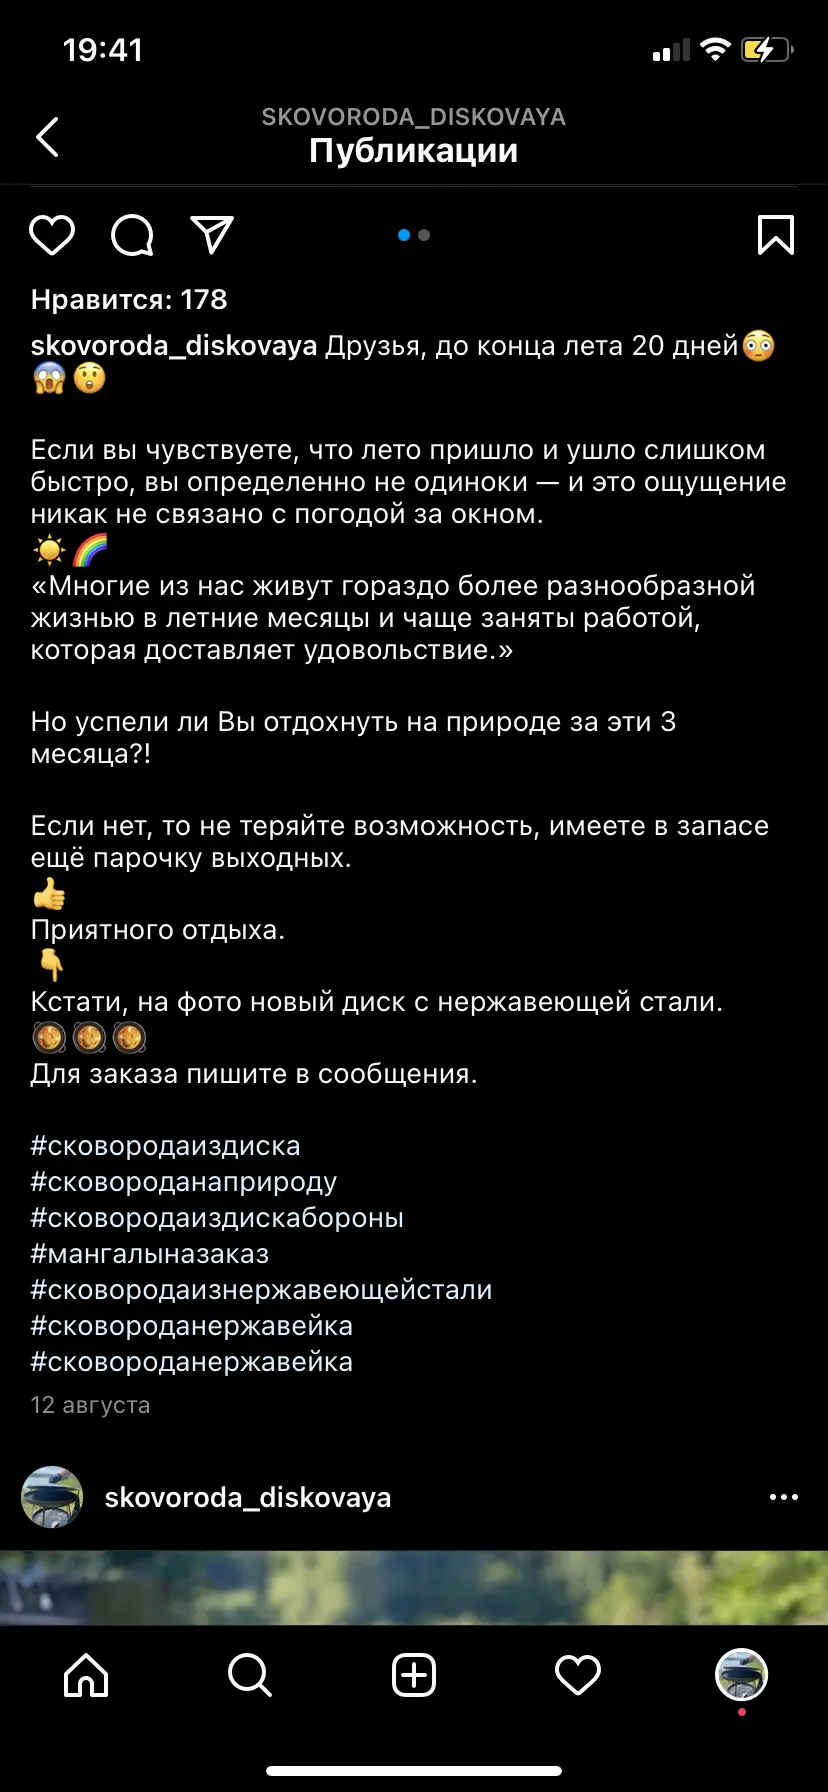 19:41
SKOVORODA_DISKOVAYA
Публикации
Нравится: 178
skovoroda_diskovaya Друзья, до конца лета 20 дней😳
😱😲
Если вы чувствуете, что лето пришло и ушло слишком
быстро, вы определенно не одиноки — и это ощущение
никак не связано с погодой за окном.
☀️🌈
«Многие из нас живут гораздо более разнообразной
жизнью в летние месяцы и чаще заняты работой,
которая доставляет удовольствие.»
Но успели ли Вы отдохнуть на природе за эти 3
месяца?!
Если нет, то не теряйте возможность, имеете в запасе
ещё парочку выходных.
👍
Приятного отдыха.
👇
Кстати, на фото новый диск с нержавеющей стали.
🥘🥘🥘
Для заказа пишите в сообщения.
#сковородаиздиска
#сковороданаприроду
#сковородаиздискабороны
#мангалыназаказ
#сковородаизнержавеющейстали
#сковороданержавейка
#сковороданержавейка
12 августа
skovoroda_diskovaya